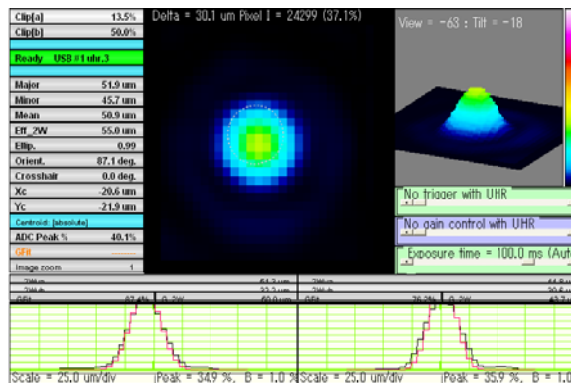 Clip[a] 13.5%
Clip[b] 50.0%
Ready USB #1 uhr.3
Major 51.9 um
Minor 45.7 um
Mean 50.9 um
Eff_2W 55.0 um
Ellip. 0.99
Orient. 87.1 deg.
Crosshair 0.0 deg.
Xc -20.6 um
Yc -21.9 um
Centroid: [absolute]
ADC Peak % 40.1%
Image zoom 1
Delta = 30.1 um Pixel I = 24299 (37.1%)
View = -63 : Tilt = -18
No trigger with UHR
No gain control with UHR
Exposure time = 100.0 ms (Aut
Scale = 25.0 um/div Peak = 34.9 %, B = 1.0 %
Scale = 25.0 um/div Peak = 35.9 %, B = 1.0 %